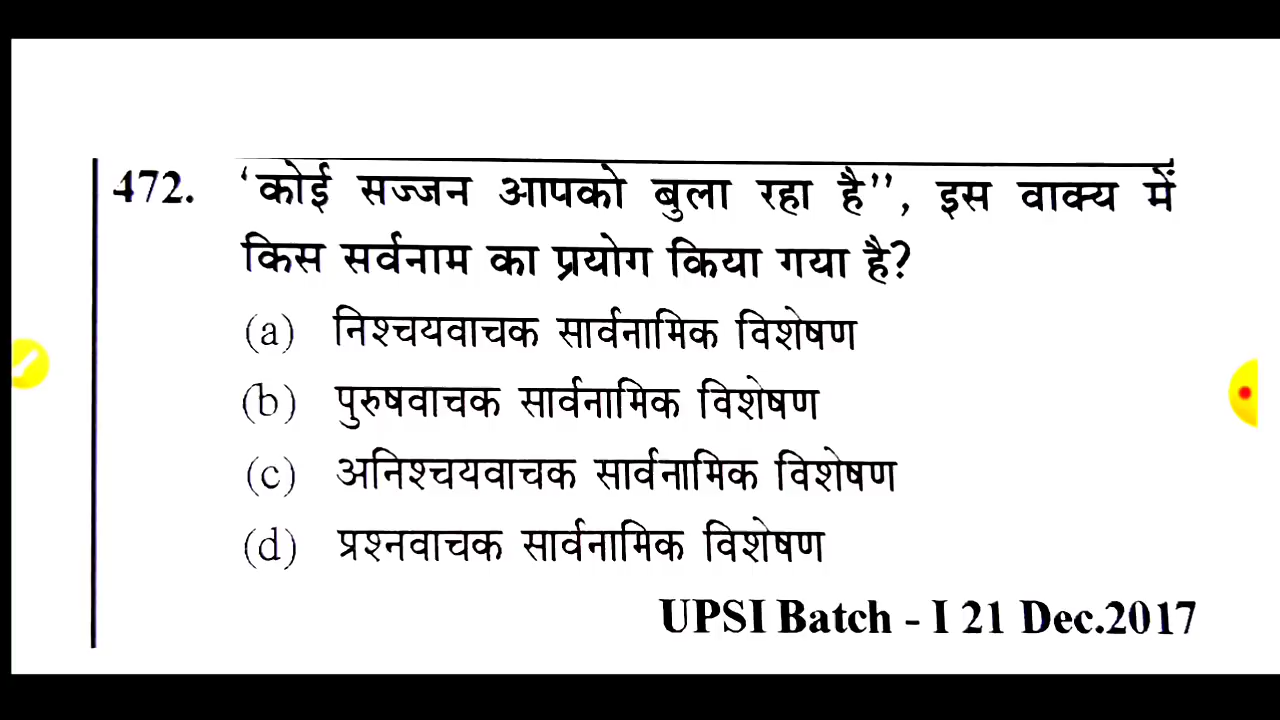 472. ‘कोई सज्जन आपको बुला रहा है’’, इस वाक्य में
किस सर्वनाम का प्रयोग किया गया है?
(a) निश्चयवाचक सार्वनामिक विशेषण
(b) पुरुषवाचक सार्वनामिक विशेषण
(c) अनिश्चयवाचक सार्वनामिक विशेषण
(d) प्रश्नवाचक सार्वनामिक विशेषण
UPSI Batch - I 21 Dec.2017